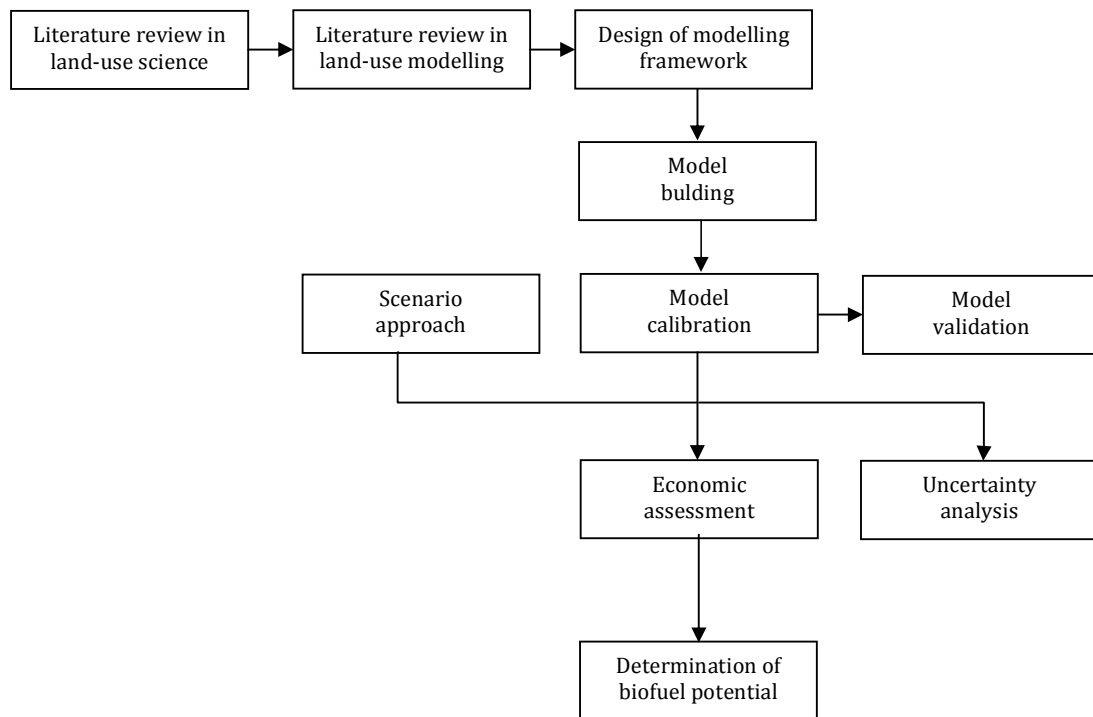 Literature review in
land-use science
Literature review in
land-use modelling
Design of modelling
framework
Model
bulding
Scenario
approach
Model
calibration
Model
validation
Economic
assessment
Uncertainty
analysis
Determination of
biofuel potential